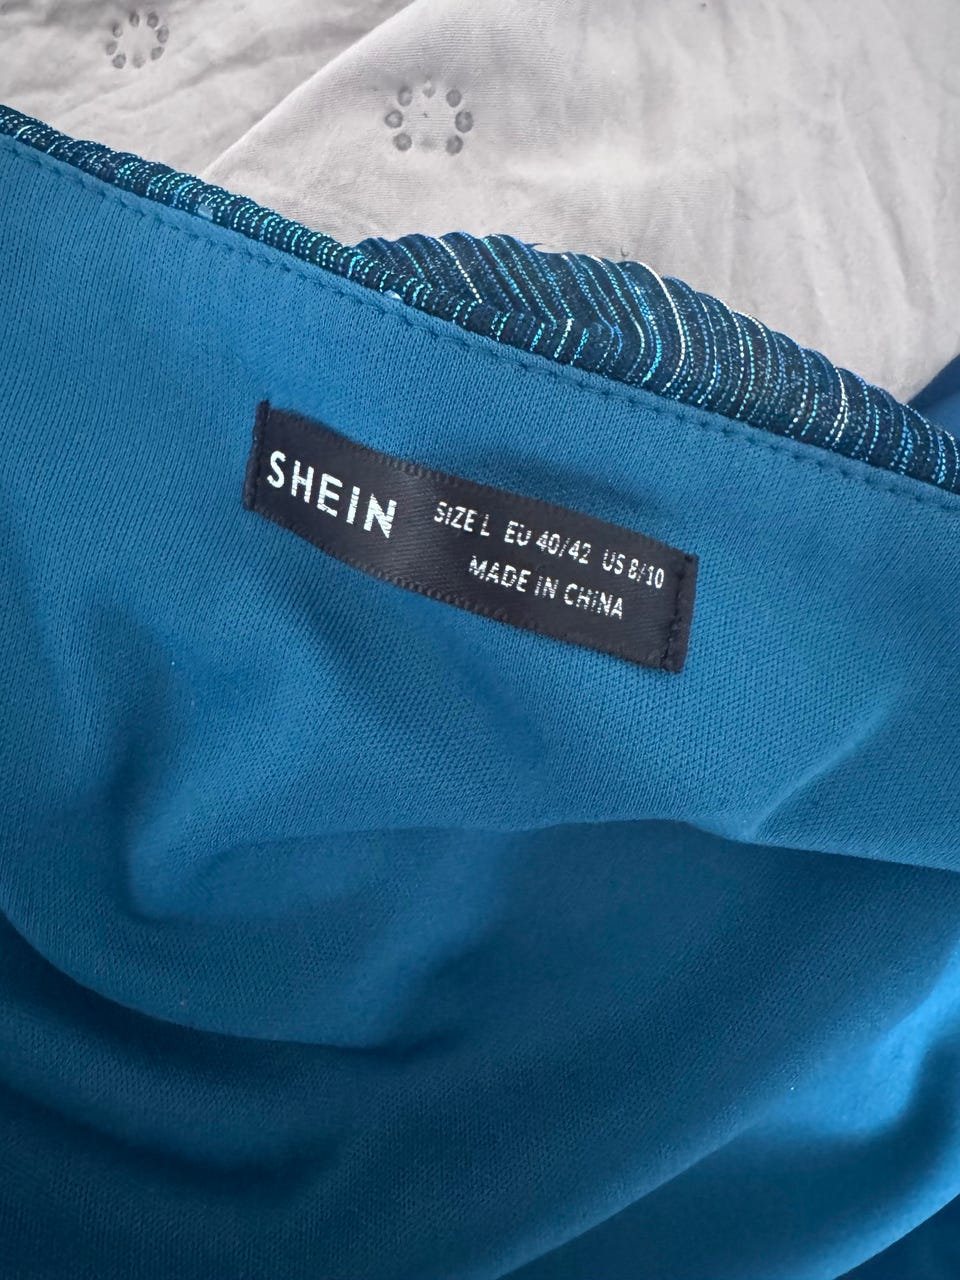 SHEIN
SIZE L EU 40/42 US 8/10
MADE IN CHINA